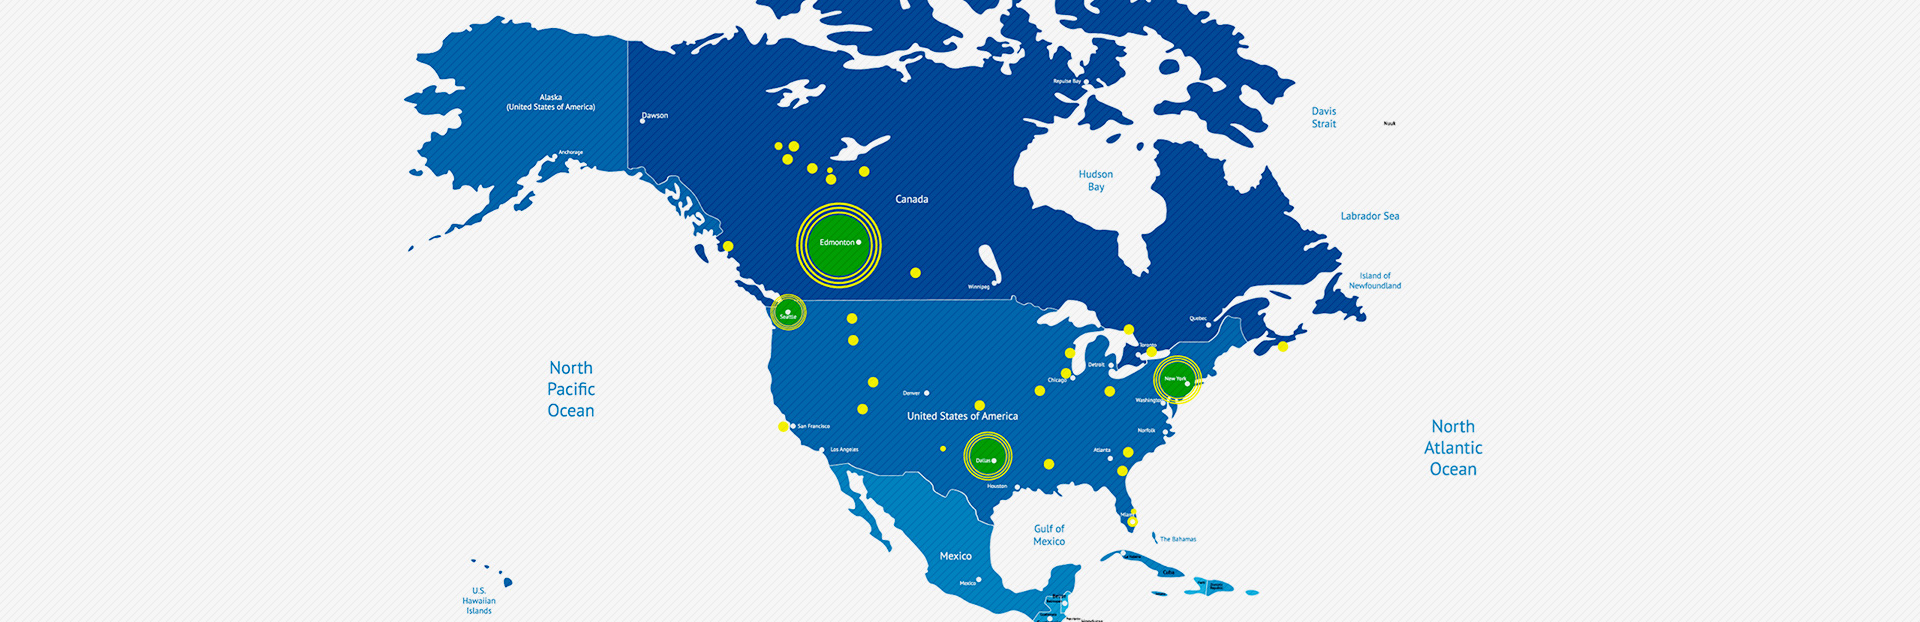 Repulse Bay
Alaska
(United States of America)
Dawson
Davis
Strait
Nuuk
Anchorage
Hudson
Bay
Canada
Labrador Sea
Edmonton
Island of
Newfoundland
Winnipeg
Seattle
Quebec
Toronto
North
Pacific
Ocean
Detroit
Chicago
New York
Denver
Washington
United States of America
San Francisco
Norfolk
North
Atlantic
Ocean
Los Angeles
Atlanta
Dallas
Houston
Miami
Gulf of
Mexico
The Bahamas
Mexico
Cuba
Mexico
U.S.
Hawaiian
Islands